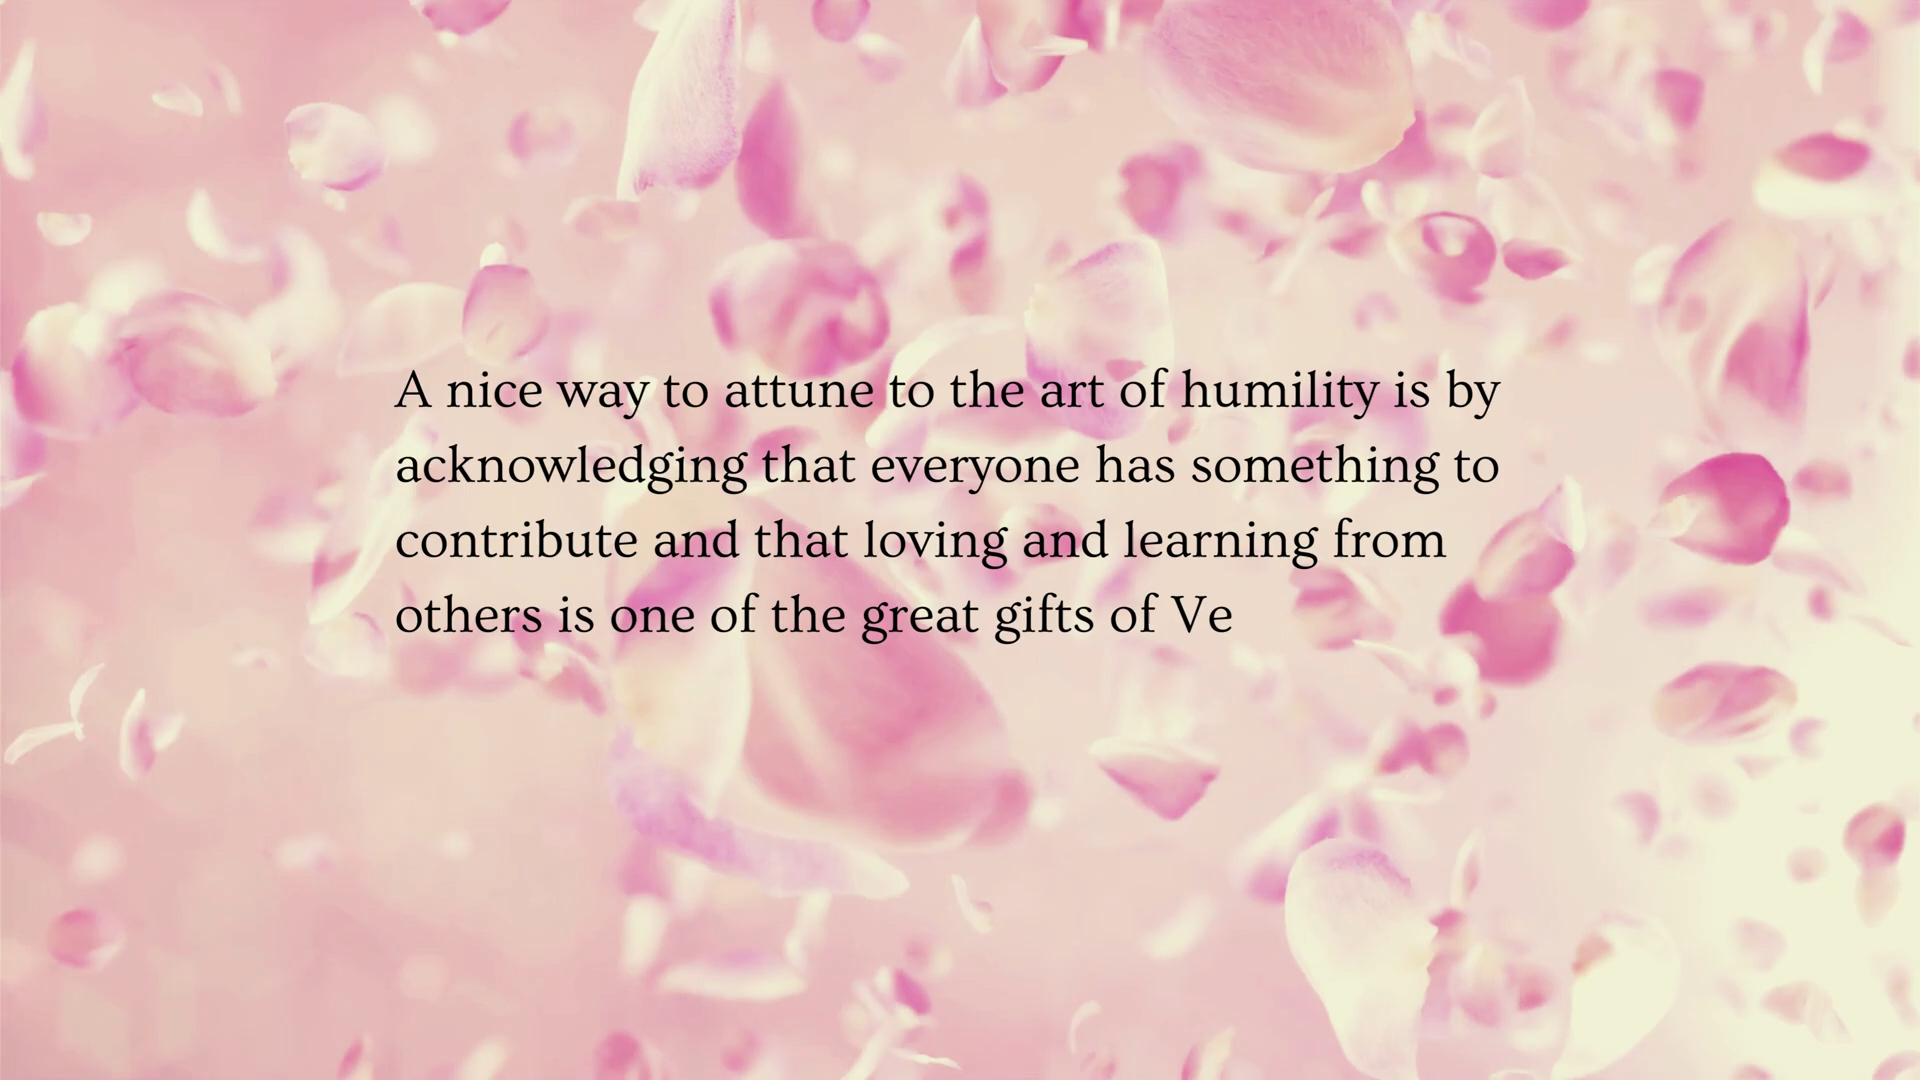 A nice way to attune to the art of humility is by
acknowledging that everyone has something to
contribute and that loving and learning from
others is one of the great gifts of Ve